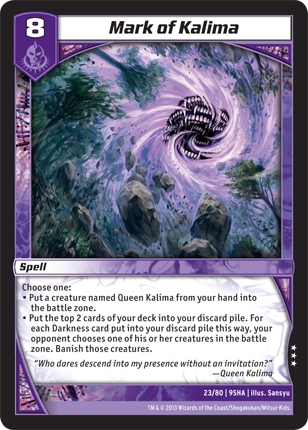 8
Mark of Kalima
Spell
Choose one:
• Put a creature named Queen Kalima from your hand into
the battle zone.
• Put the top 2 cards of your deck into your discard pile. For
each Darkness card put into your discard pile this way, your
opponent chooses one of his or her creatures in the battle
zone. Banish those creatures.
"Who dares descend into my presence without an invitation?"
—Queen Kalima
23/80 | 9SHA | illus. Sansyu
TM & © 2013 Wizards of the Coast/Shogakukan/Mitsui-Kids.